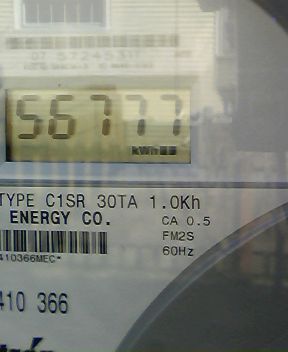 56777
kWh
TYPE C1SR 30TA 1.0Kh
ENERGY CO. CA 0.5
FM2S
410366MEC*
60Hz
410 366